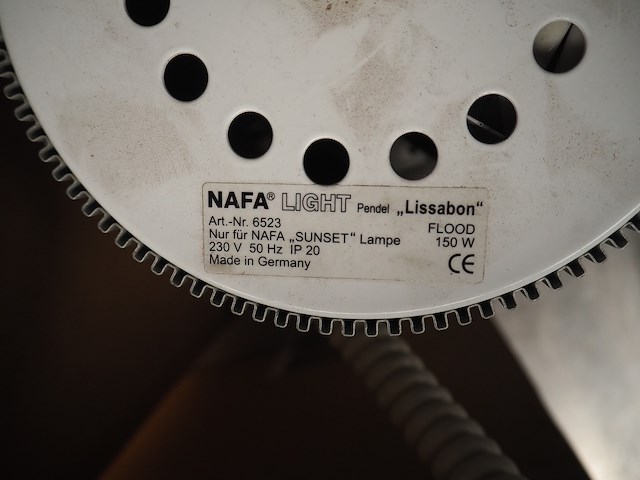 NAFA® LIGHT Pendel „Lissabon“
Art.-Nr. 6523 FLOOD
Nur für NAFA „SUNSET“ Lampe 150 W
230 V 50 Hz IP 20
Made in Germany CE